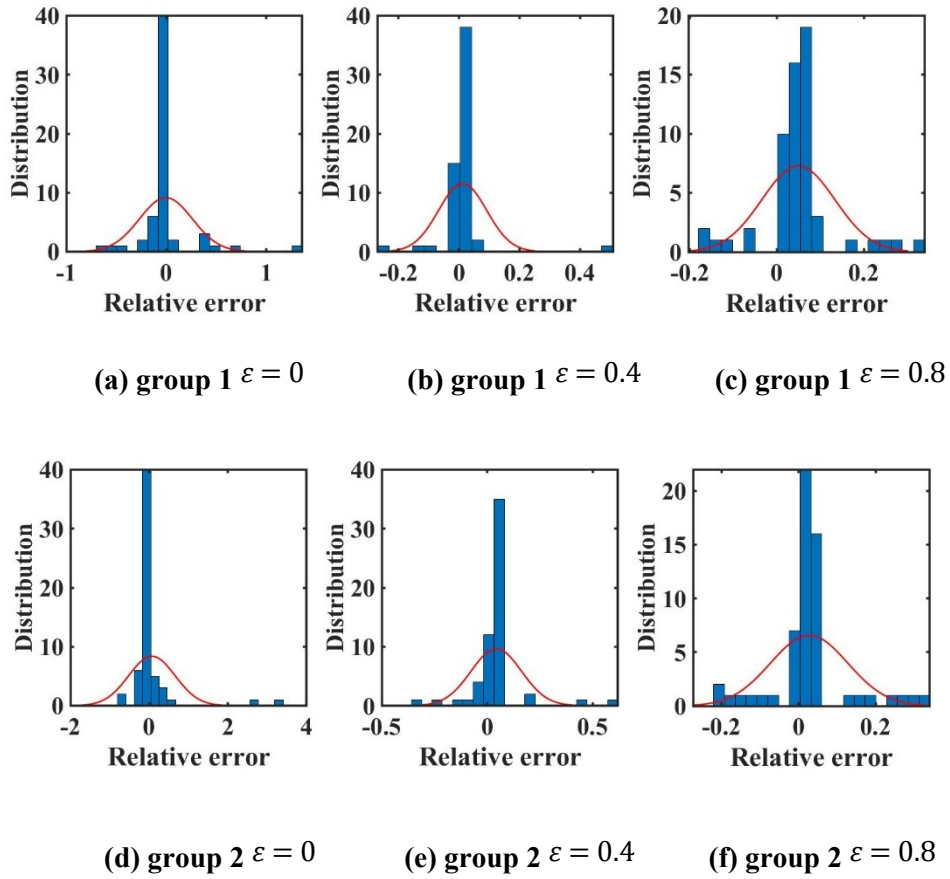 Distribution
40
30
20
10
0
-1 0 1
Relative error
(a) group 1 ε = 0
Distribution
40
30
20
10
0
-0.2 0 0.2 0.4
Relative error
(b) group 1 ε = 0.4
Distribution
20
15
10
5
0
-0.2 0 0.2
Relative error
(c) group 1 ε = 0.8
Distribution
40
30
20
10
0
-2 0 2 4
Relative error
(d) group 2 ε = 0
Distribution
40
30
20
10
0
-0.5 0 0.5
Relative error
(e) group 2 ε = 0.4
Distribution
20
15
10
5
0
-0.2 0 0.2
Relative error
(f) group 2 ε = 0.8